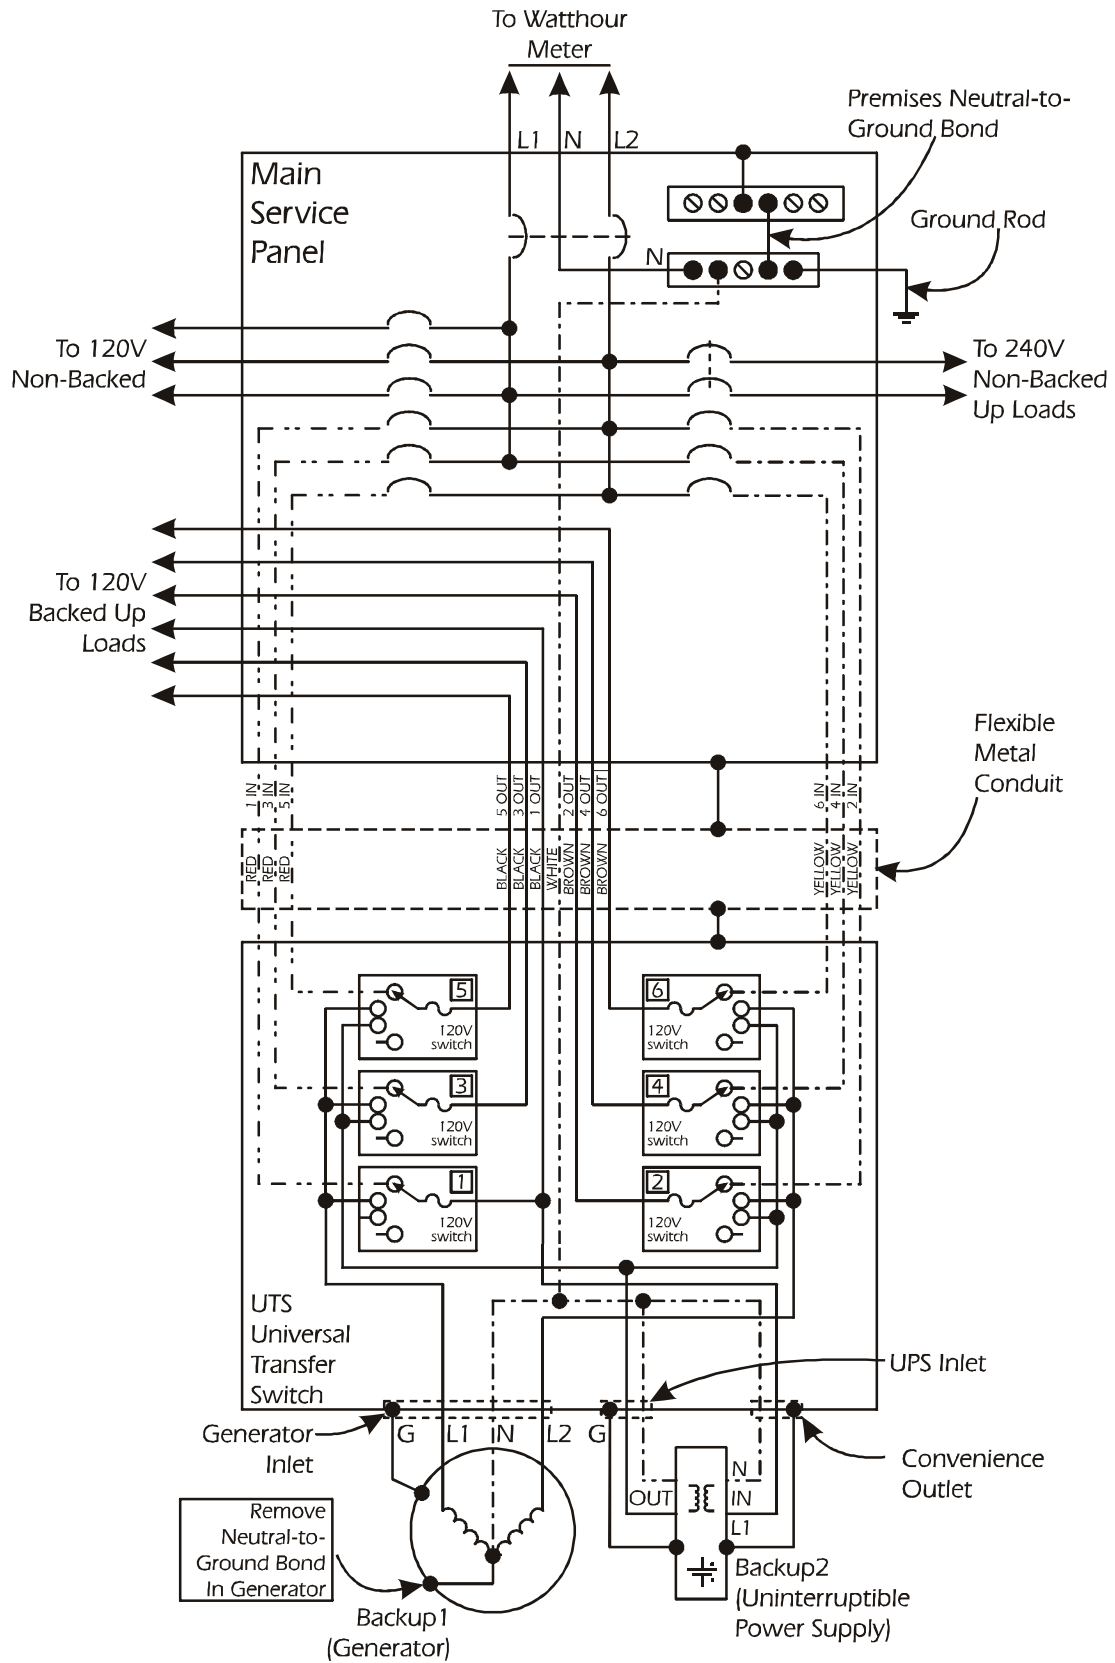 To Watthour
Meter
L1
N
L2
Premises Neutral-to-
Ground Bond
Main
Service
Panel
Ground Rod
N
To 120V
Non-Backed
To 240V
Non-Backed
Up Loads
To 120V
Backed Up
Loads
Flexible
Metal
Conduit
1 IN
3 IN
5 IN
5 OUT
3 OUT
1 OUT
2 OUT
4 OUT
6 OUT
6 IN
4 IN
2 IN
RED
RED
RED
BLACK
BLACK
BLACK
WHITE
BROWN
BROWN
BROWN
YELLOW
YELLOW
YELLOW
5
120V
switch
6
120V
switch
3
120V
switch
4
120V
switch
1
120V
switch
2
120V
switch
UTS
Universal
Transfer
Switch
UPS Inlet
Generator
Inlet
G
L1
N
L2
G
Convenience
Outlet
N
OUT
IN
L1
Remove
Neutral-to-
Ground Bond
In Generator
Backup1
(Generator)
Backup2
(Uninterruptible
Power Supply)